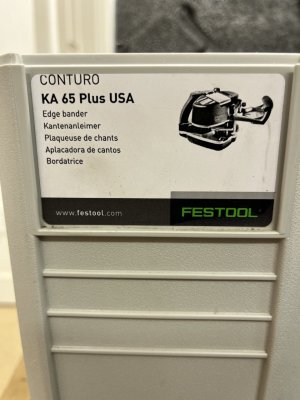 CONTURO
KA 65 Plus USA
Edge bander
Kantenanleimer
Plaqueuse de chants
Aplacadora de cantos
Bordatrice
www.festool.com
FESTOOL